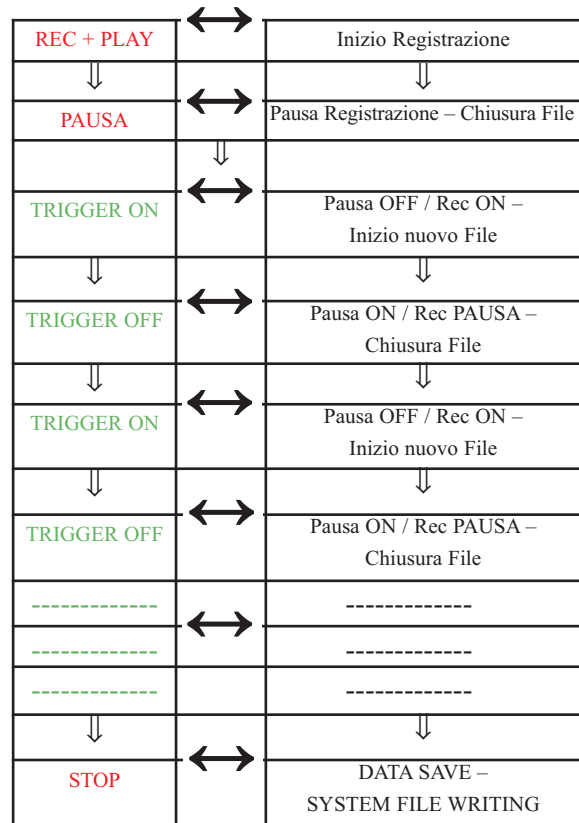 REC + PLAY
Inizio Registrazione
PAUSA
Pausa Registrazione – Chiusura File
TRIGGER ON
Pausa OFF / Rec ON –
Inizio nuovo File
TRIGGER OFF
Pausa ON / Rec PAUSA –
Chiusura File
TRIGGER ON
Pausa OFF / Rec ON –
Inizio nuovo File
TRIGGER OFF
Pausa ON / Rec PAUSA –
Chiusura File
-------------
-------------
-------------
-------------
-------------
-------------
STOP
DATA SAVE –
SYSTEM FILE WRITING